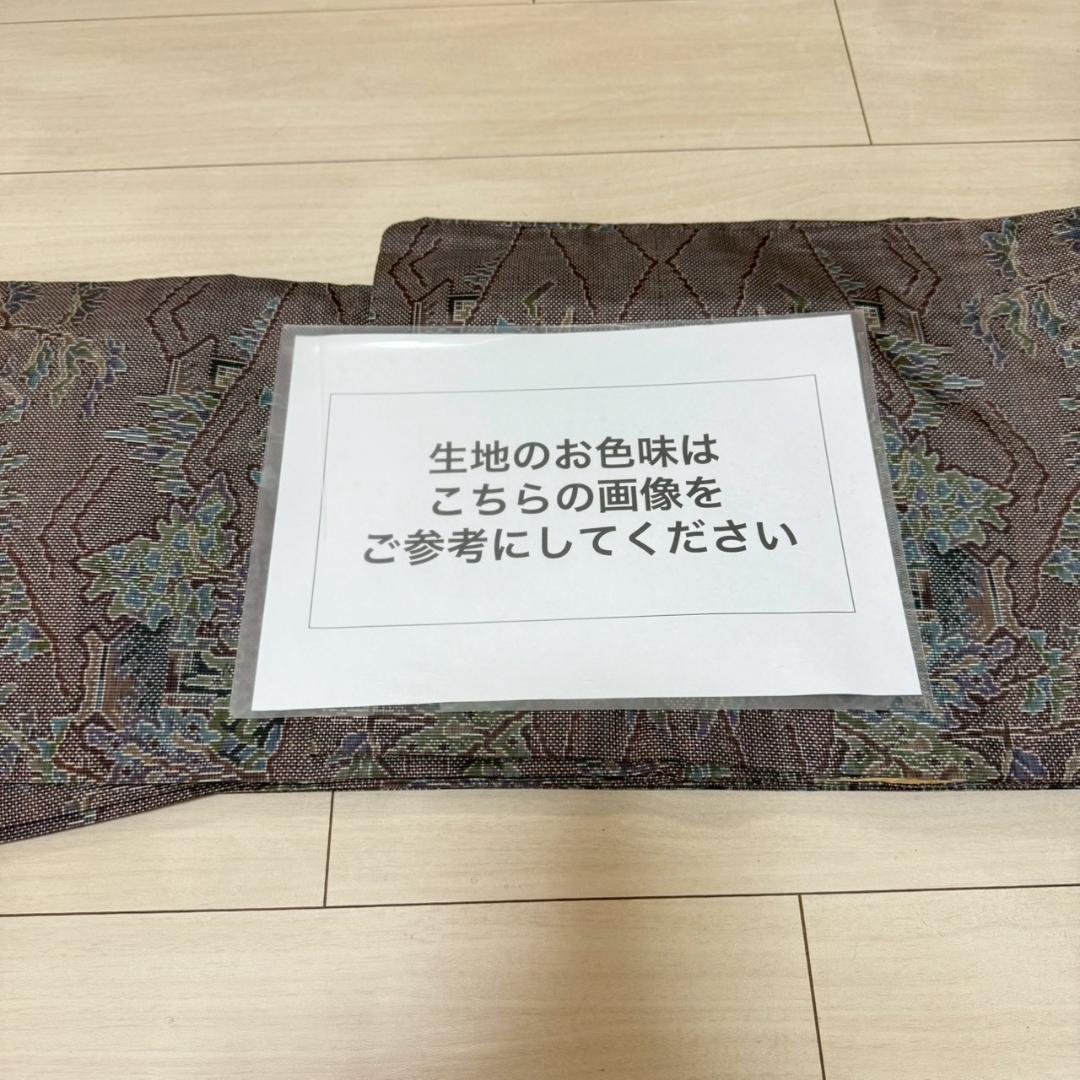 生地のお色味は
こちらの画像を
ご参考にしてください